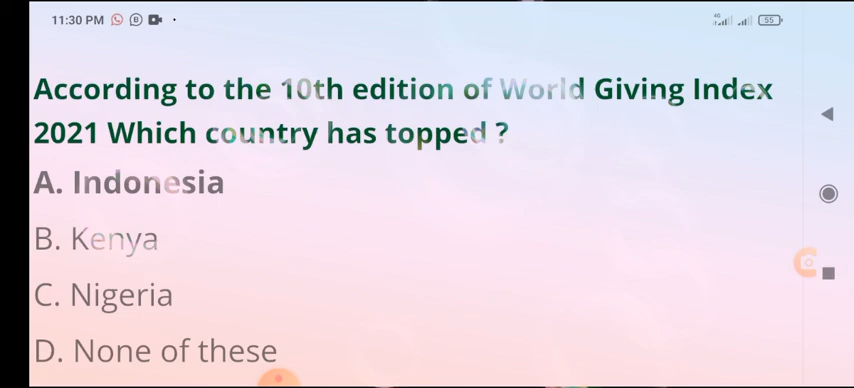 11:30 PM
4G
55
According to the 10th edition of World Giving Index
2021 Which country has topped ?
A. Indonesia
B. Kenya
C. Nigeria
D. None of these